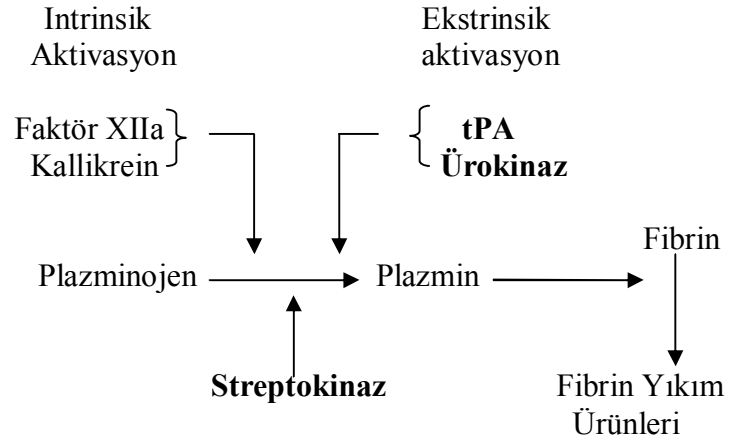 Intrinsik
Aktivasyon
Ekstrinsik
aktivasyon
Faktör XIIa
Kallikrein
tPA
Ürokinaz
Fibrin
Plazminojen
Plazmin
Streptokinaz
Fibrin Yıkım
Ürünleri